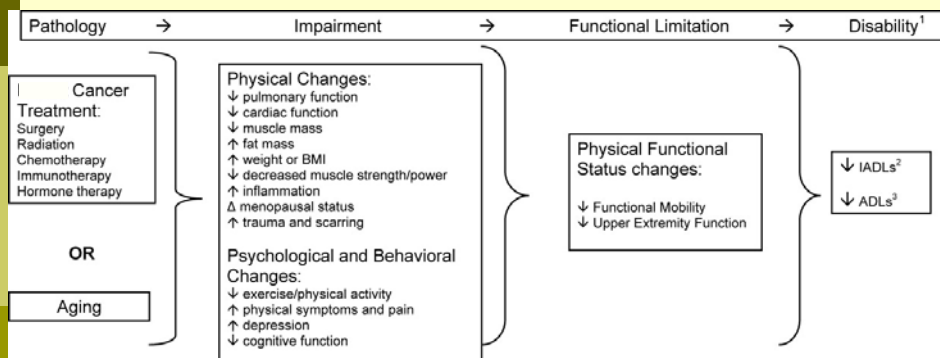 Pathology → Impairment → Functional Limitation → Disability¹
Cancer
Treatment:
Surgery
Radiation
Chemotherapy
Immunotherapy
Hormone therapy
OR
Aging
Physical Changes:
↓ pulmonary function
↓ cardiac function
↓ muscle mass
↑ fat mass
↑ weight or BMI
↓ decreased muscle strength/power
↑ inflammation
Δ menopausal status
↑ trauma and scarring
Psychological and Behavioral
Changes:
↓ exercise/physical activity
↑ physical symptoms and pain
↑ depression
↓ cognitive function
Physical Functional
Status changes:
↓ Functional Mobility
↓ Upper Extremity Function
↓ IADLs²
↓ ADLs³